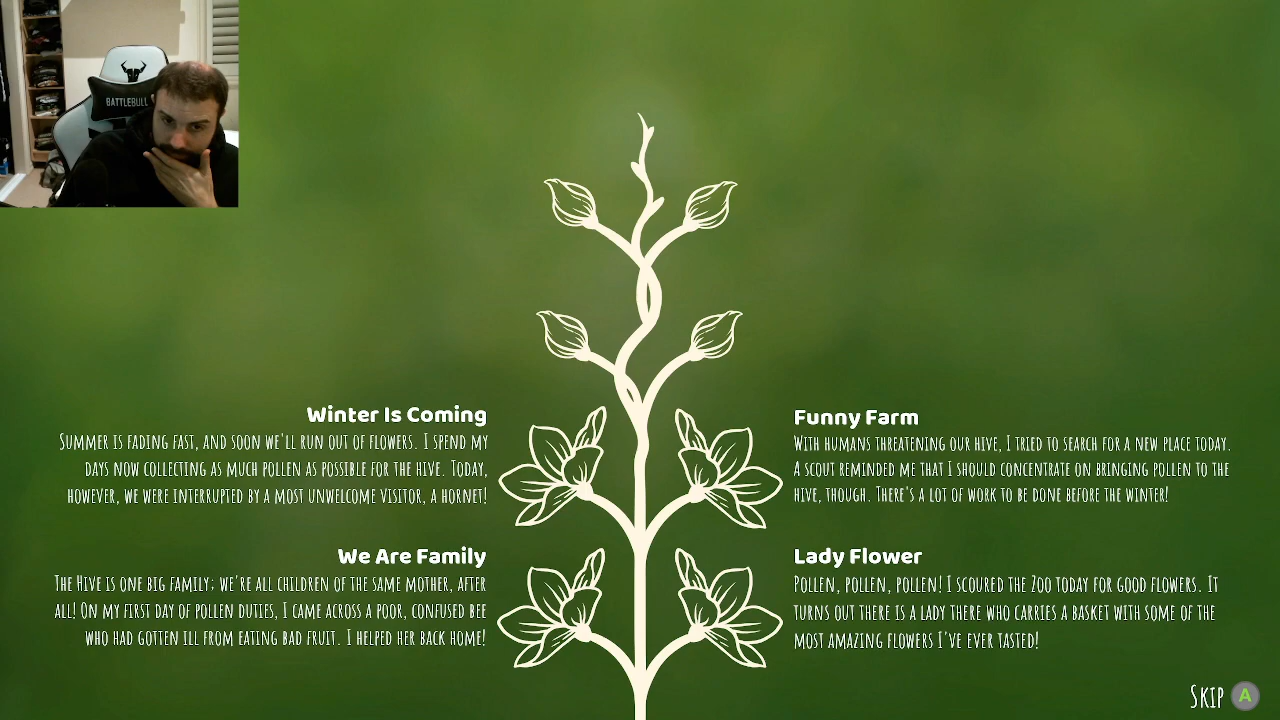 BATTLEBULL
Winter Is Coming
Summer is fading fast, and soon we'll run out of flowers. I spend my
days now collecting as much pollen as possible for the hive. Today,
however, we were interrupted by a most unwelcome visitor, a hornet!
Funny Farm
With humans threatening our hive, I tried to search for a new place today.
A scout reminded me that I should concentrate on bringing pollen to the
hive, though. There's a lot of work to be done before the winter!
We Are Family
The Hive is one big family; we're all children of the same mother, after
all! On my first day of pollen duties, I came across a poor, confused bee
who had gotten ill from eating bad fruit. I helped her back home!
Lady Flower
Pollen, pollen, pollen! I scoured the Zoo today for good flowers. It
turns out there is a lady there who carries a basket with some of the
most amazing flowers I've ever tasted!
Skip A